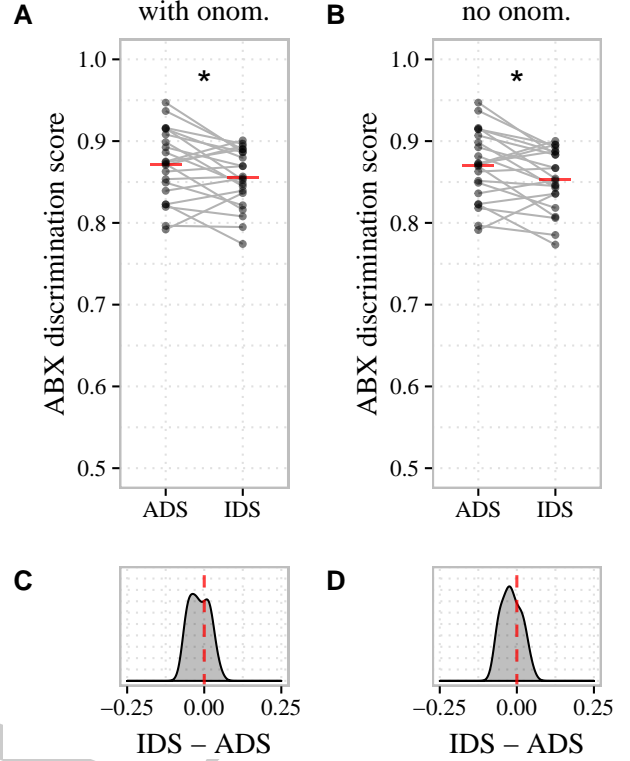 A with onom.
B no onom.
ABX discrimination score
1.0
0.9
0.8
0.7
0.6
0.5
*
ADS IDS
ABX discrimination score
1.0
0.9
0.8
0.7
0.6
0.5
*
ADS IDS
C
−0.25 0.00 0.25
IDS − ADS
D
−0.25 0.00 0.25
IDS − ADS